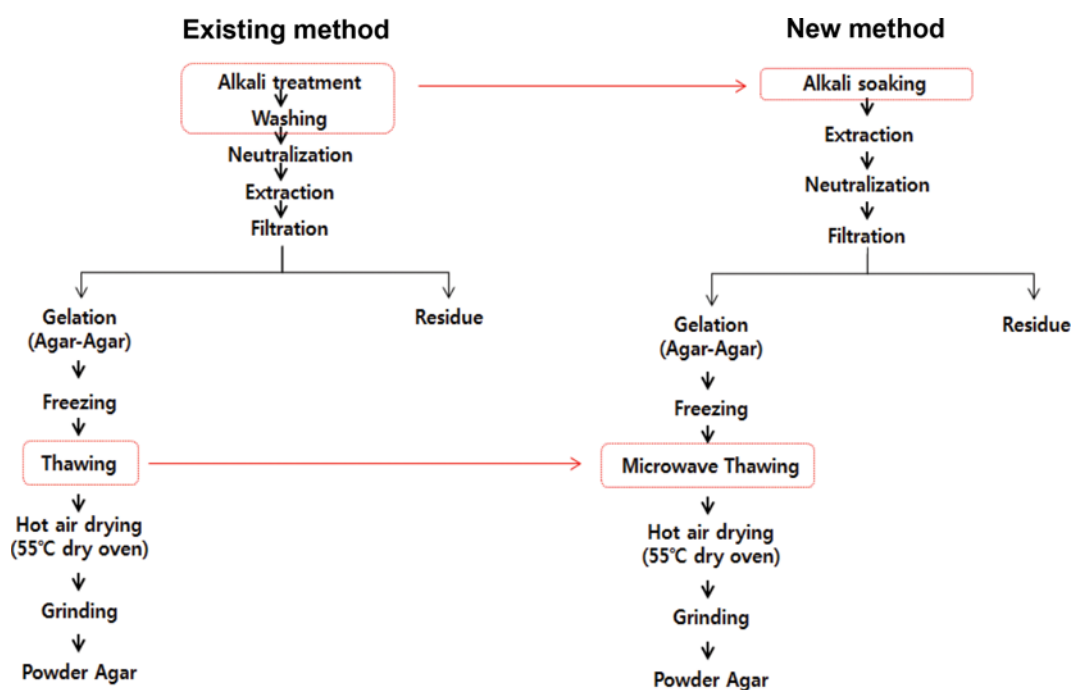 Existing method
Alkali treatment
Washing
Neutralization
Extraction
Filtration
Gelation
(Agar-Agar)
Residue
Freezing
Thawing
Hot air drying
(55℃ dry oven)
Grinding
Powder Agar
New method
Alkali soaking
Extraction
Neutralization
Filtration
Gelation
(Agar-Agar)
Residue
Freezing
Microwave Thawing
Hot air drying
(55℃ dry oven)
Grinding
Powder Agar